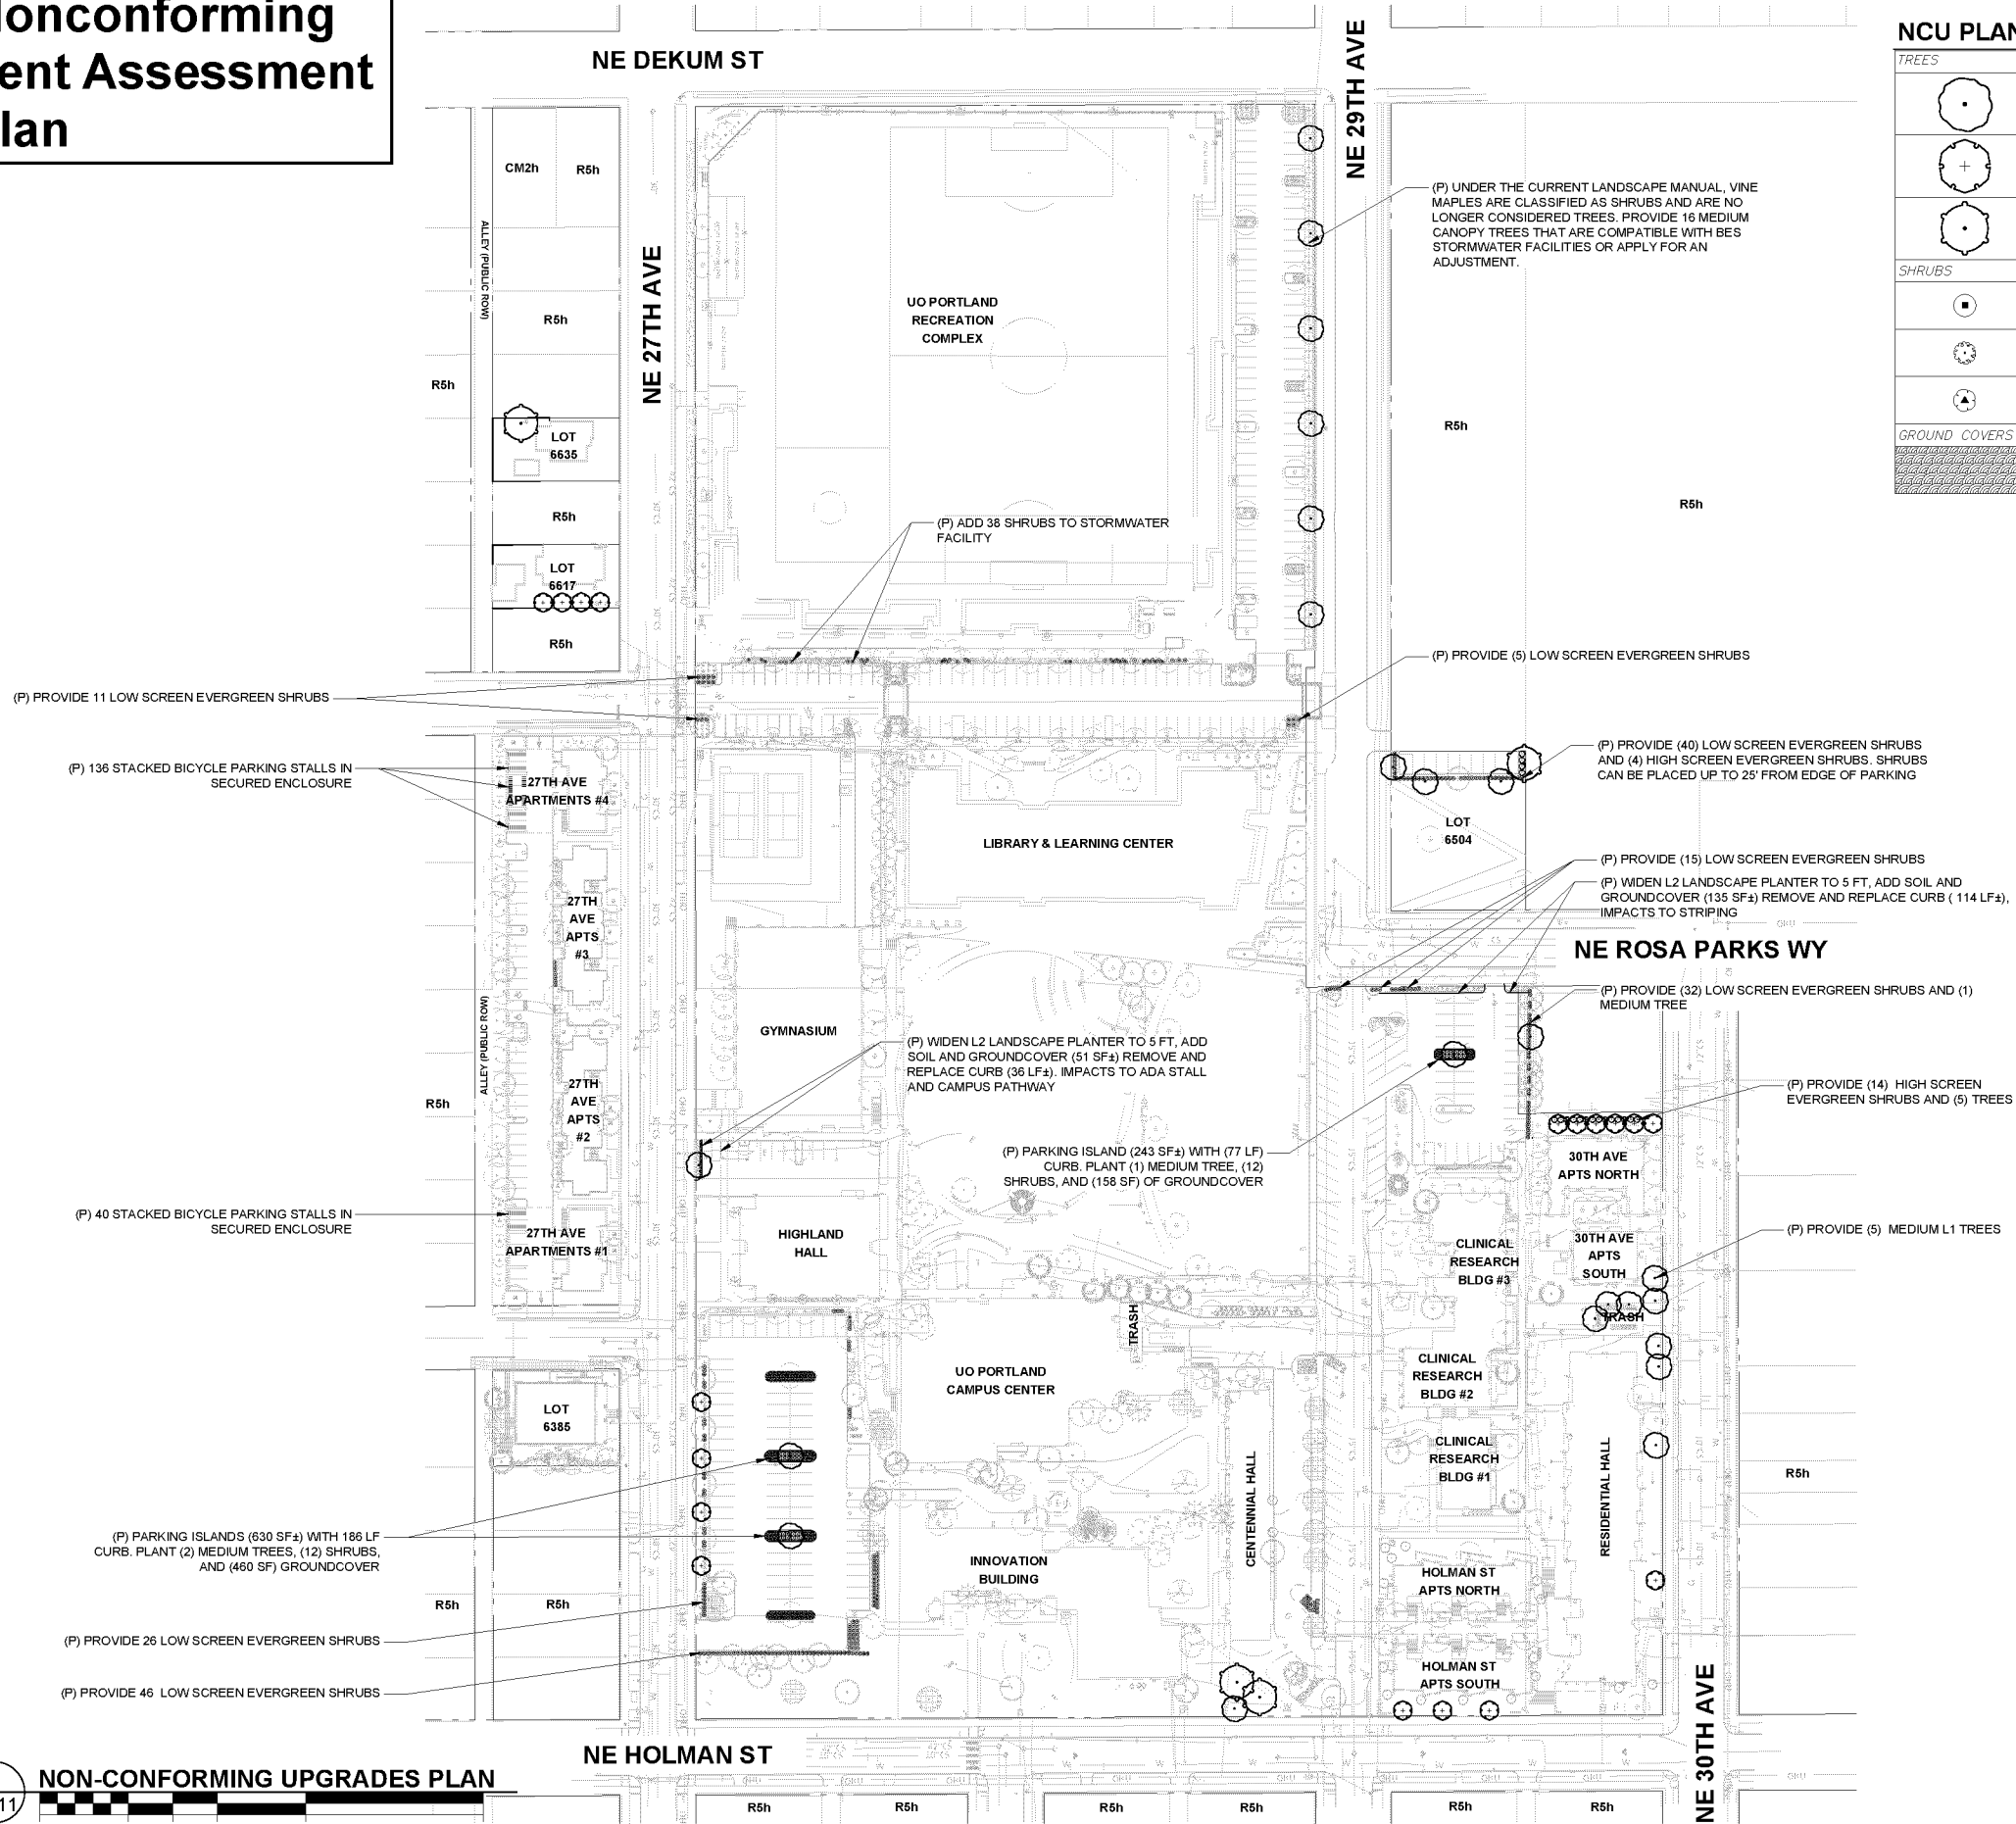 onconforming
ent Assessment
lan
NE DEKUM ST
NE 29TH AVE
NCU PLAN
TREES
SHRUBS
GROUND COVERS
CM2h
R5h
ALLEY (PUBLIC ROW)
NE 27TH AVE
(P) UNDER THE CURRENT LANDSCAPE MANUAL, VINE
MAPLES ARE CLASSIFIED AS SHRUBS AND ARE NO
LONGER CONSIDERED TREES. PROVIDE 16 MEDIUM
CANOPY TREES THAT ARE COMPATIBLE WITH BES
STORMWATER FACILITIES OR APPLY FOR AN
ADJUSTMENT.
UO PORTLAND
RECREATION
COMPLEX
R5h
R5h
R5h
R5h
LOT
6635
R5h
LOT
6617
R5h
(P) ADD 38 SHRUBS TO STORMWATER
FACILITY
(P) PROVIDE (5) LOW SCREEN EVERGREEN SHRUBS
(P) PROVIDE 11 LOW SCREEN EVERGREEN SHRUBS
(P) 136 STACKED BICYCLE PARKING STALLS IN
SECURED ENCLOSURE
27TH AVE
APARTMENTS #4
(P) PROVIDE (40) LOW SCREEN EVERGREEN SHRUBS
AND (4) HIGH SCREEN EVERGREEN SHRUBS. SHRUBS
CAN BE PLACED UP TO 25' FROM EDGE OF PARKING
LOT
6504
LIBRARY & LEARNING CENTER
(P) PROVIDE (15) LOW SCREEN EVERGREEN SHRUBS
(P) WIDEN L2 LANDSCAPE PLANTER TO 5 FT, ADD SOIL AND
GROUNDCOVER (135 SF±) REMOVE AND REPLACE CURB ( 114 LF±),
IMPACTS TO STRIPING
NE ROSA PARKS WY
27TH
AVE
APTS
#3
(P) PROVIDE (32) LOW SCREEN EVERGREEN SHRUBS AND (1)
MEDIUM TREE
GYMNASIUM
(P) WIDEN L2 LANDSCAPE PLANTER TO 5 FT, ADD
SOIL AND GROUNDCOVER (51 SF±) REMOVE AND
REPLACE CURB (36 LF±). IMPACTS TO ADA STALL
AND CAMPUS PATHWAY
ALLEY (PUBLIC ROW)
R5h
27TH
AVE
APTS
#2
(P) PROVIDE (14) HIGH SCREEN
EVERGREEN SHRUBS AND (5) TREES
(P) PARKING ISLAND (243 SF±) WITH (77 LF)
CURB. PLANT (1) MEDIUM TREE, (12)
SHRUBS, AND (158 SF) OF GROUNDCOVER
30TH AVE
APTS NORTH
(P) 40 STACKED BICYCLE PARKING STALLS IN
SECURED ENCLOSURE
27TH AVE
APARTMENTS #1
HIGHLAND
HALL
CLINICAL
RESEARCH
BLDG #3
30TH AVE
APTS
SOUTH
(P) PROVIDE (5) MEDIUM L1 TREES
TRASH
TRASH
UO PORTLAND
CAMPUS CENTER
CLINICAL
RESEARCH
BLDG #2
LOT
6385
CLINICAL
RESEARCH
BLDG #1
CENTENNIAL HALL
RESIDENTIAL HALL
R5h
(P) PARKING ISLANDS (630 SF±) WITH 186 LF
CURB. PLANT (2) MEDIUM TREES, (12) SHRUBS,
AND (460 SF) GROUNDCOVER
INNOVATION
BUILDING
HOLMAN ST
APTS NORTH
R5h
R5h
(P) PROVIDE 26 LOW SCREEN EVERGREEN SHRUBS
(P) PROVIDE 46 LOW SCREEN EVERGREEN SHRUBS
HOLMAN ST
APTS SOUTH
NE 30TH AVE
NE HOLMAN ST
11
NON-CONFORMING UPGRADES PLAN
R5h
R5h
R5h
R5h
R5h
R5h